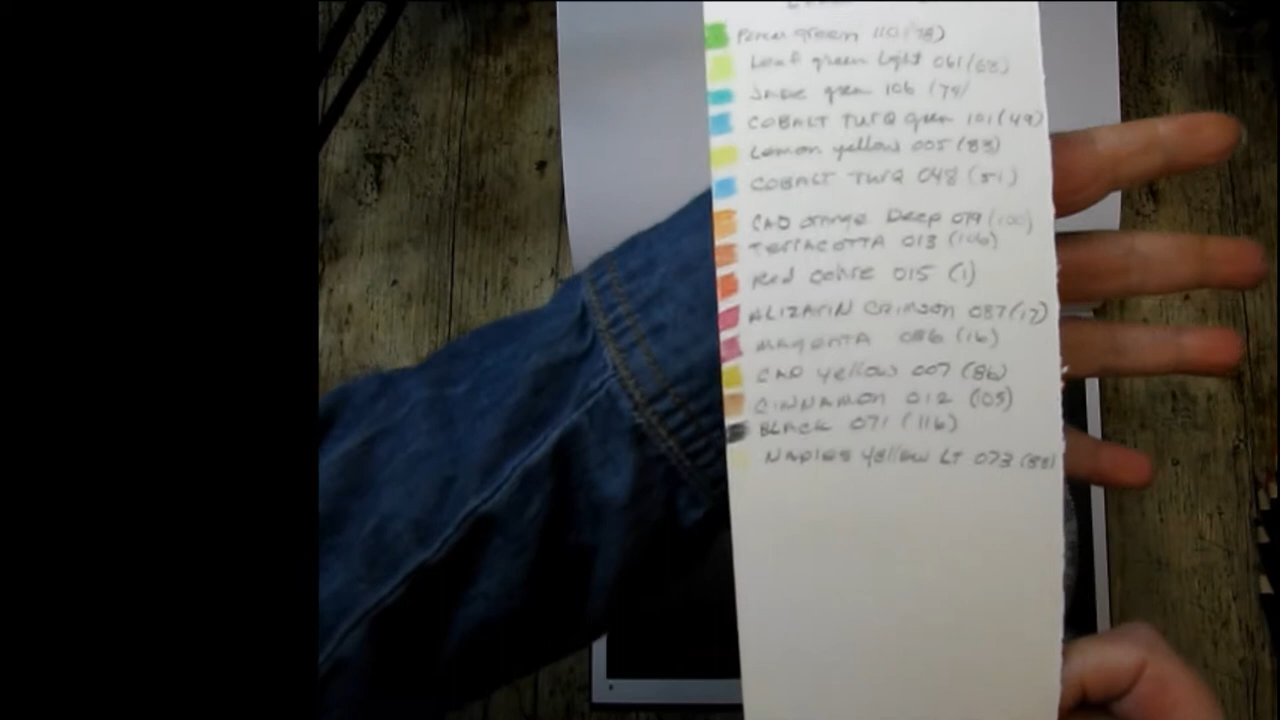 green 110
Leaf green Light 061 (68)
Jade green 106 (79)
COBALT TURQ green 101 (49)
Lemon yellow 005 (83)
COBALT TURQ 048 (51)
CAD orange Deep 079 (100)
TERRACOTTA 013 (106)
Red Ochre 015 (1)
ALIZARIN CRIMSON 087 (17)
MAGENTA 086 (16)
CAD yellow 007 (86)
CINNAMON 012 (105)
BLACK 071 (116)
NAPLES YELLOW LT 073 (88)